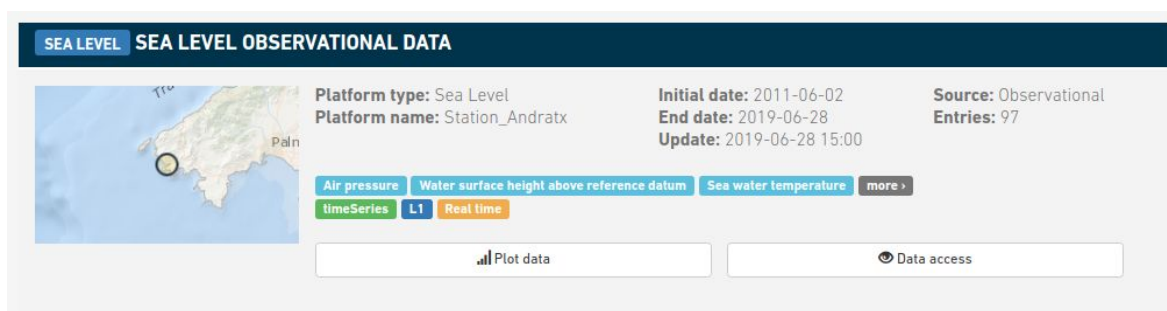 SEA LEVEL SEA LEVEL OBSERVATIONAL DATA
Tra
Paln
Platform type: Sea Level
Platform name: Station_Andratx
Initial date: 2011-06-02
End date: 2019-06-28
Update: 2019-06-28 15:00
Source: Observational
Entries: 97
Air pressure Water surface height above reference datum Sea water temperature more ›
timeSeries L1 Real time
Plot data
Data access